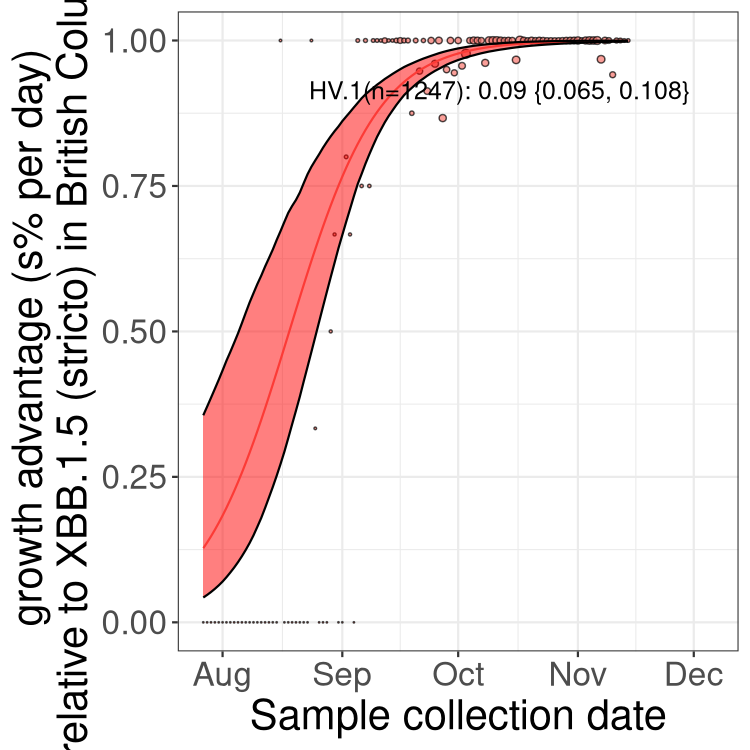 growth advantage (s% per day)
relative to XBB.1.5 (stricto) in British Colu
1.00
0.75
0.50
0.25
0.00
HV.1(n=1247): 0.09 {0.065, 0.108}
Aug Sep Oct Nov Dec
Sample collection date